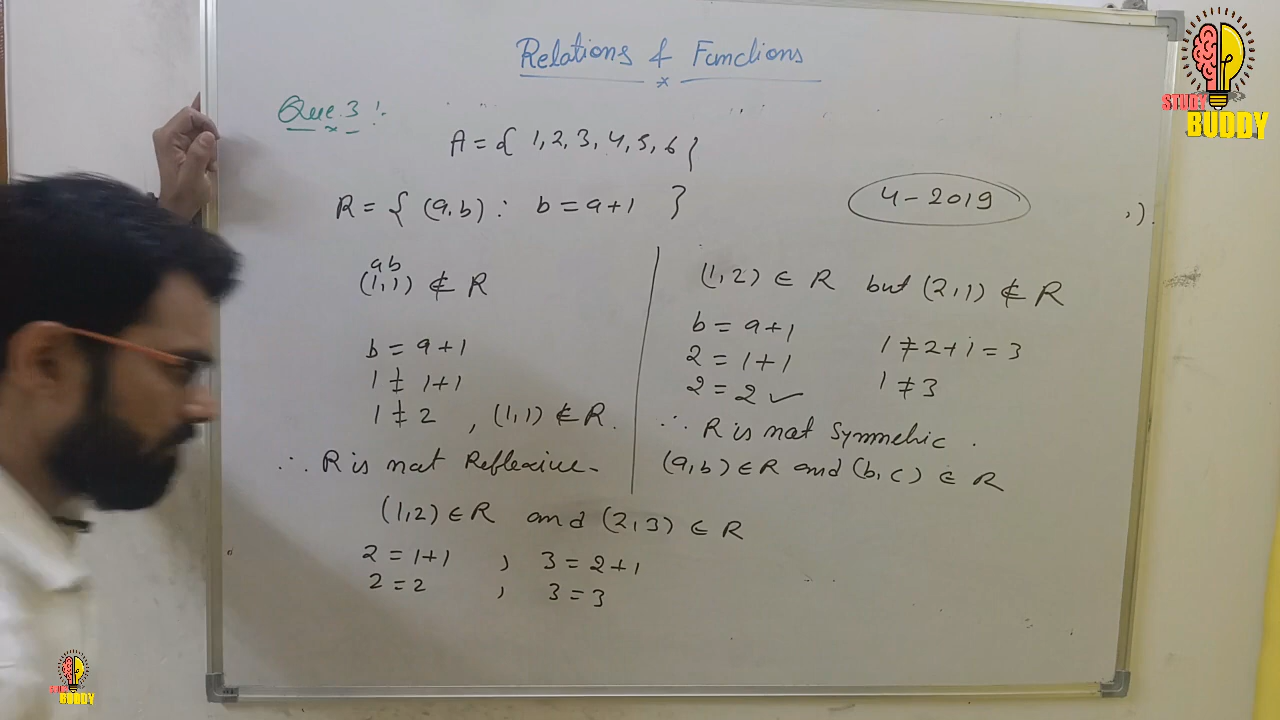 Relations & Functions
Que.3 :-
A = { 1, 2, 3, 4, 5, 6 }
R = { (a, b) : b = a+1 }
4 - 2019
a b
(1,1) ∉ R
b = a+1
1 ≠ 1+1
1 ≠ 2 , (1,1) ∉ R.
∴ R is not Reflexive.
(1,2) ∈ R but (2,1) ∉ R
b = a+1
2 = 1+1 1 ≠ 2+1 = 3
2 = 2 ✓ 1 ≠ 3
∴ R is not Symmetric .
(a,b) ∈ R and (b,c) ∈ R
(1,2) ∈ R and (2,3) ∈ R
2 = 1+1 , 3 = 2+1
2 = 2 , 3 = 3
STUDY
BUDDY
STUDY
BUDDY